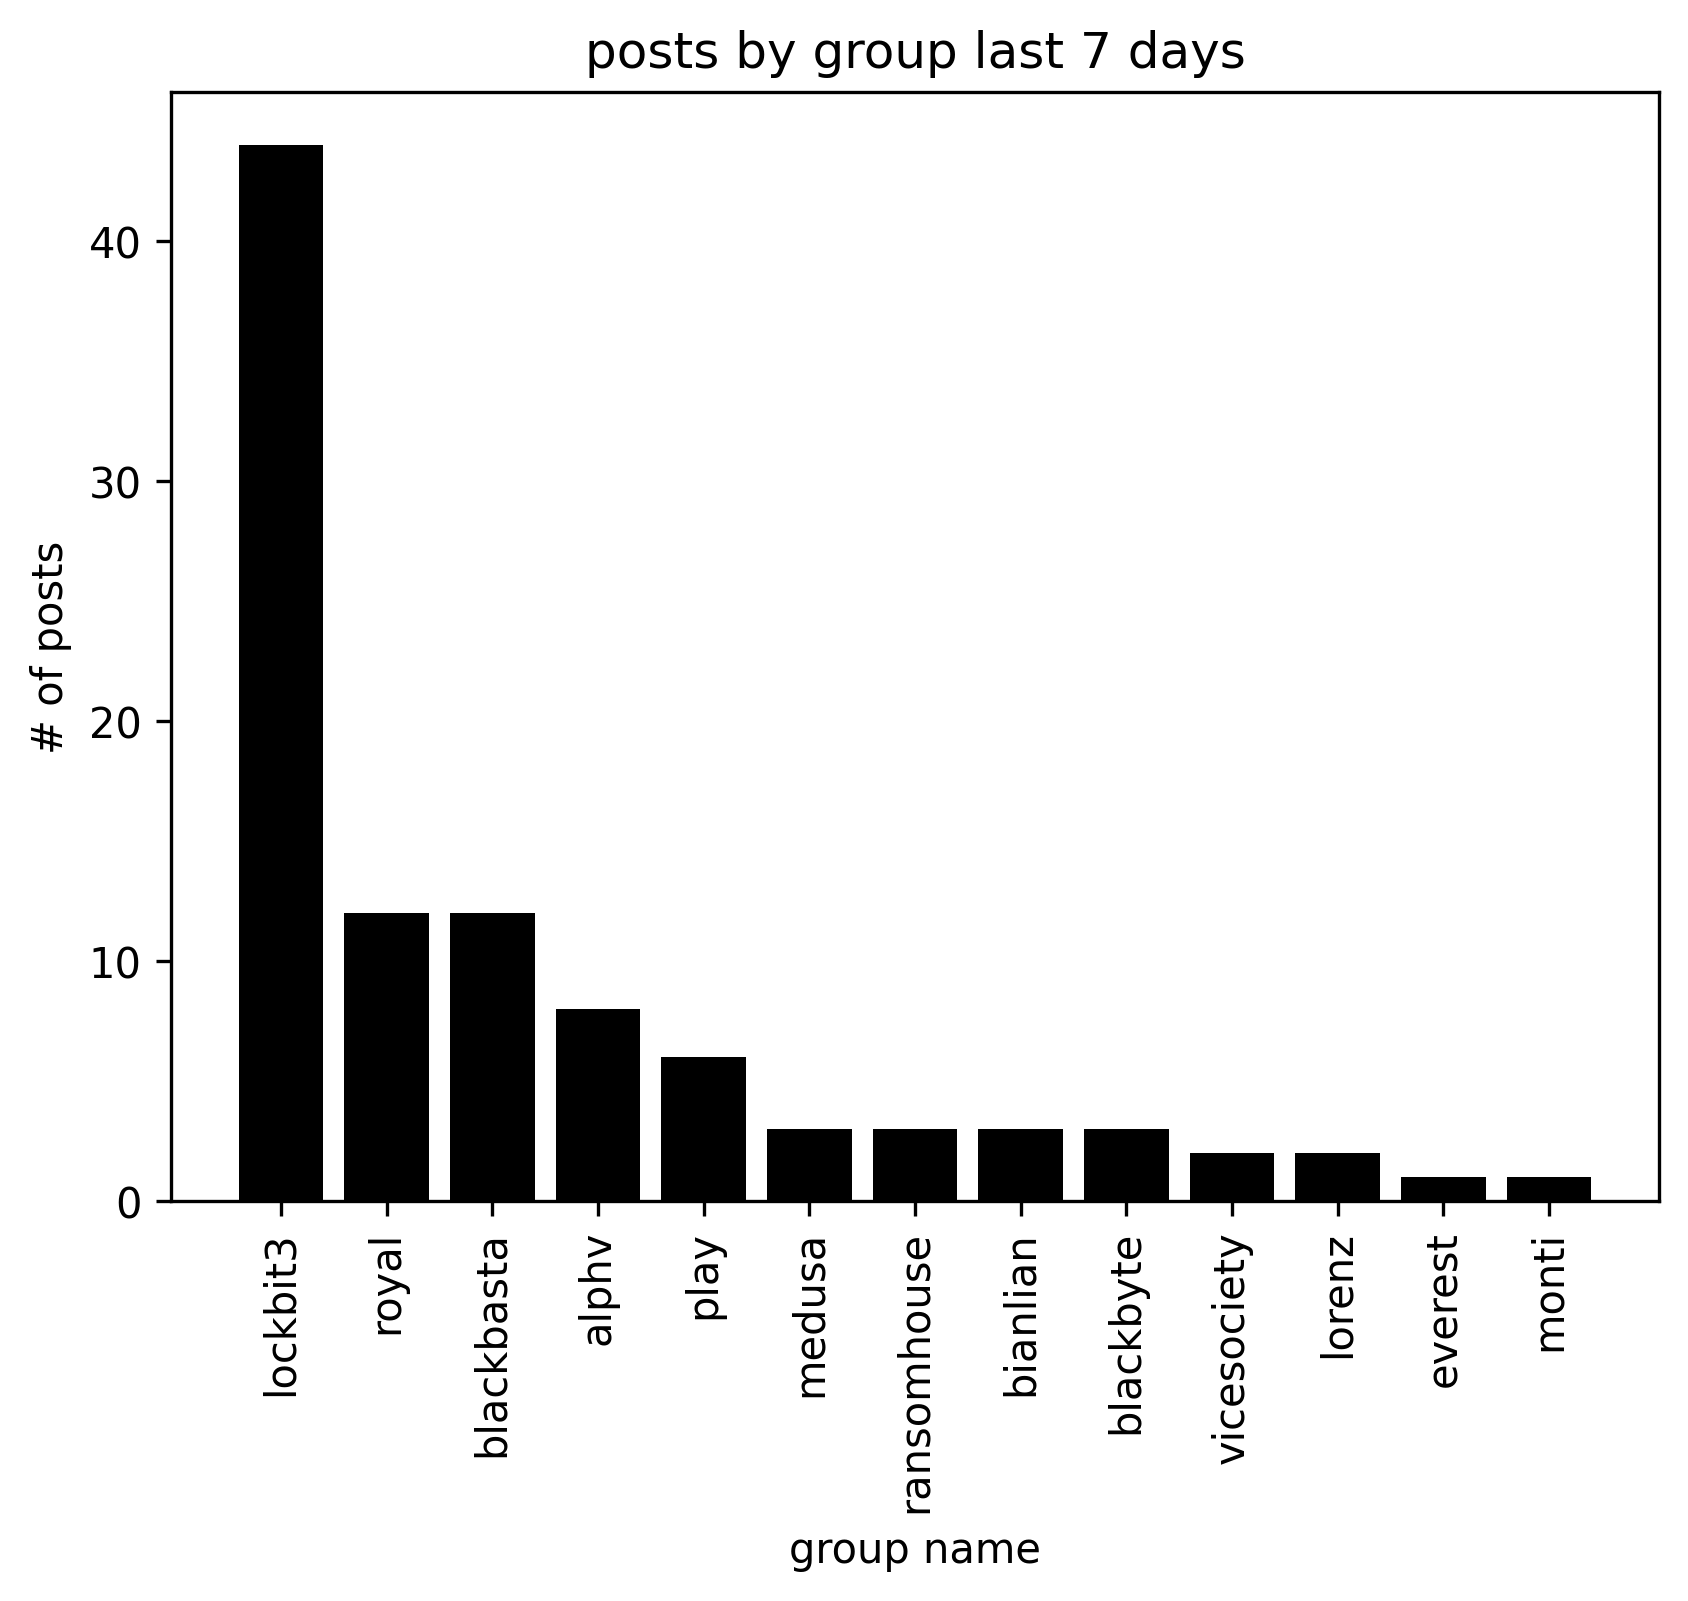 posts by group last 7 days
# of posts
40
30
20
10
0
lockbit3
royal
blackbasta
alphv
play
medusa
ransomhouse
bianlian
blackbyte
vicesociety
lorenz
everest
monti
group name